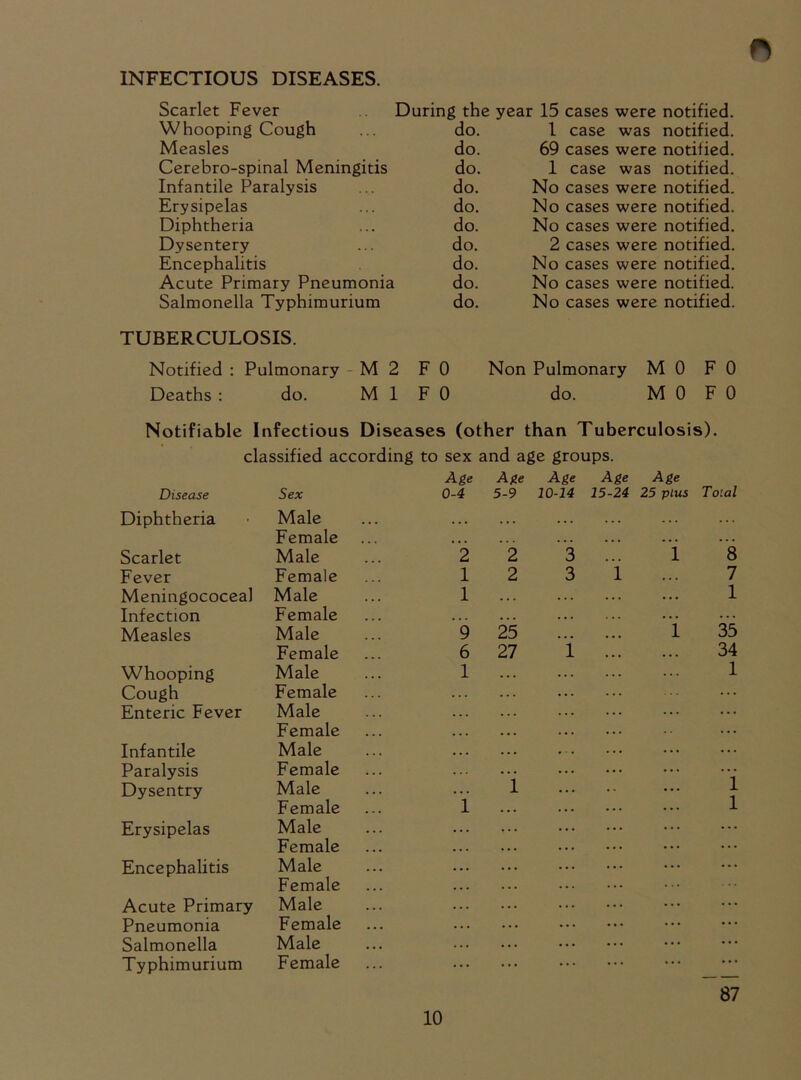 INFECTIOUS DISEASES.
Scarlet Fever .. During the year 15 cases were notified.
Whooping Cough ... do. 1 case was notified.
Measles do. 69 cases were notified.
Cerebro-spinal Meningitis do. 1 case was notified.
Infantile Paralysis ... do. No cases were notified.
Erysipelas ... do. No cases were notified.
Diphtheria ... do. No cases were notified.
Dysentery ... do. 2 cases were notified.
Encephalitis do. No cases were notified.
Acute Primary Pneumonia do. No cases were notified.
Salmonella Typhimurium do. No cases were notified.
TUBERCULOSIS.
Notified : Pulmonary - M 2 F 0 Non Pulmonary M 0 F 0
Deaths : do. M 1 F 0 do. M 0 F 0
Notifiable Infectious Diseases (other than Tuberculosis).
classified according to sex and age groups.
Age Age Age Age Age
Disease Sex 0-4 5-9 10-14 15-24 25 plus Total
Diphtheria Male ... ... ... ... ... ... ...
Female ... ... ... ... ... ... ...
Scarlet Male ... 2 2 3 ... 1 8
Fever Female ... 1 2 3 1 ... 7
Meningococeal Male ... 1 ... ... ... ... 1
Infection Female ... ... ... ... ... ... ...
Measles Male ... 9 25 ... ... 1 35
Female ... 6 27 1 ... ... 34
Whooping Male ... 1 ... ... ... ... 1
Cough Female ... ... ... ... ... ... ...
Enteric Fever Male ... ... ... ... ... ... ...
Female ... ... ... ... ... ... ...
Infantile Male ... ... ... ... ... ... ...
Paralysis Female ... ... ... ... ... ... ...
Dysentry Male ... ... 1 ... ... ... 1
Female ... 1 ... ... ... ... 1
Erysipelas Male ... ... ... ... ... ... ...
Female ... ... ... ... ... ... ...
Encephalitis Male ... ... ... ... ... ... ...
Female ... ... ... ... ... ... ...
Acute Primary Male ... ... ... ... ... ... ...
Pneumonia Female ... ... ... ... ... ... ...
Salmonella Male ... ... ... ... ... ... ...
Typhimurium Female ... ... ... ... ... ... ...
87
10